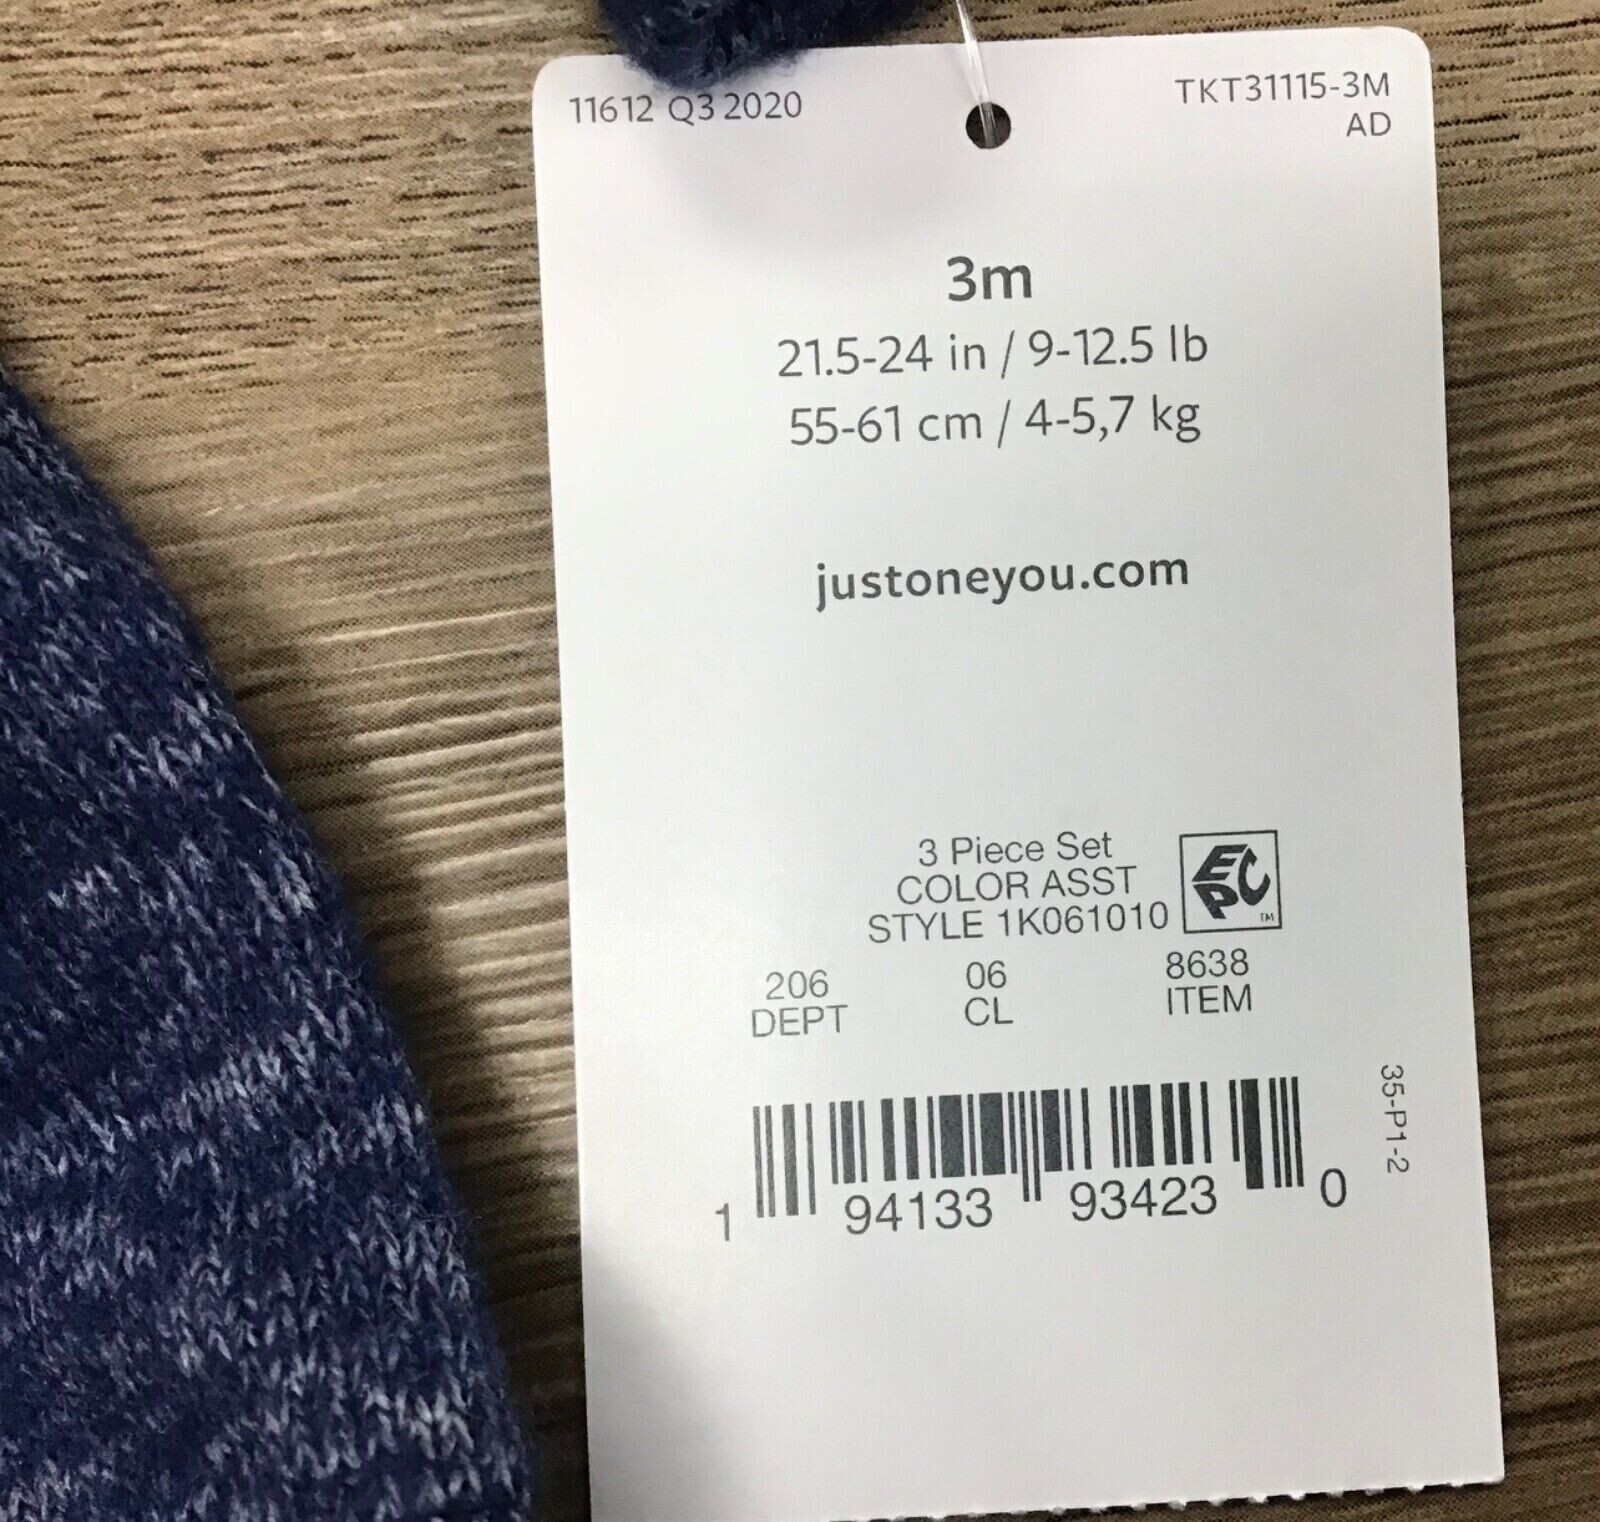 11612 Q3 2020
TKT31115-3M
AD
3m
21.5-24 in / 9-12.5 lb
55-61 cm / 4-5,7 kg
justoneyou.com
3 Piece Set
COLOR ASST
STYLE 1K061010
EPC TM
206 06 8638
DEPT CL ITEM
35-P1-2
1 94133 93423 0